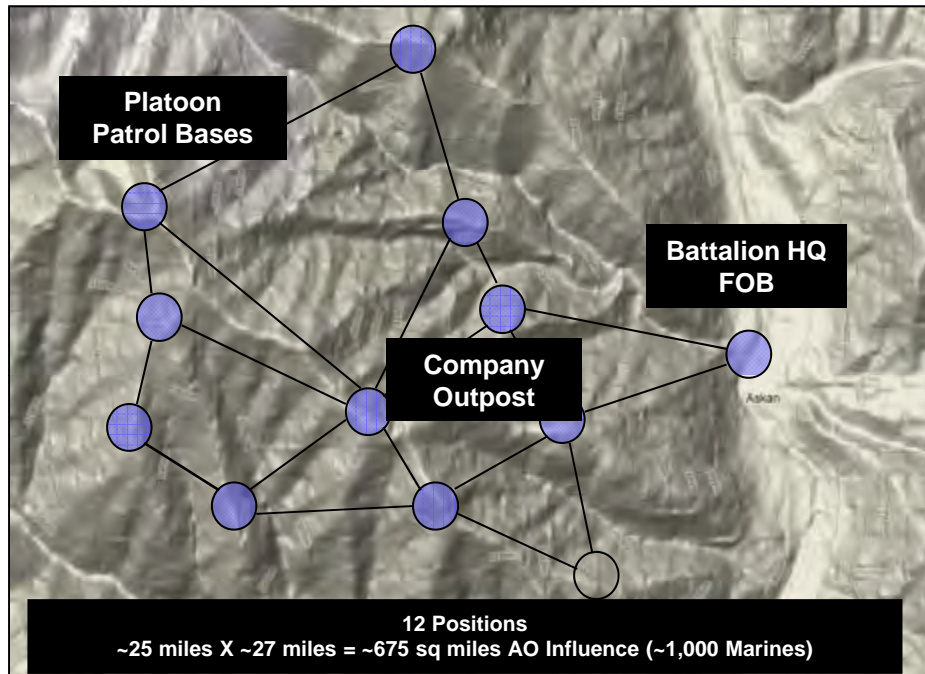 Platoon
Patrol Bases
Battalion HQ
FOB
Company
Outpost
Askan
12 Positions
~25 miles X ~27 miles = ~675 sq miles AO Influence (~1,000 Marines)